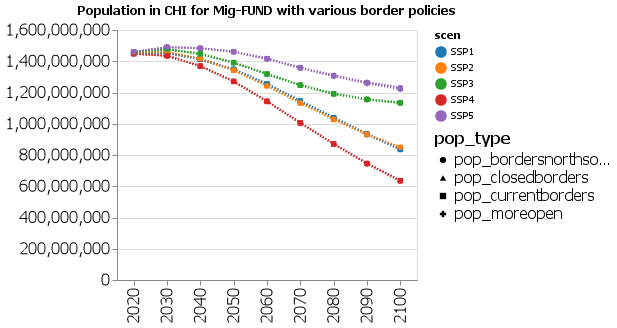 Population in CHI for Mig-FUND with various border policies
1,600,000,000
1,400,000,000
1,200,000,000
1,000,000,000
800,000,000
600,000,000
400,000,000
200,000,000
0
2020
2030
2040
2050
2060
2070
2080
2090
2100
scen
SSP1
SSP2
SSP3
SSP4
SSP5
pop_type
pop_bordersnorthso...
pop_closedborders
pop_currentborders
pop_moreopen